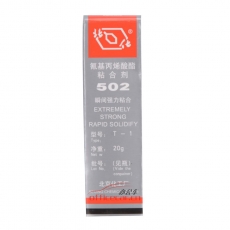 氰基丙烯酸酯
粘合剂
502
瞬间强力粘合
EXTREMELY
STRONG
RAPID SOLIDIFY
型号: T-1
净重: 20g
批号: (见底)